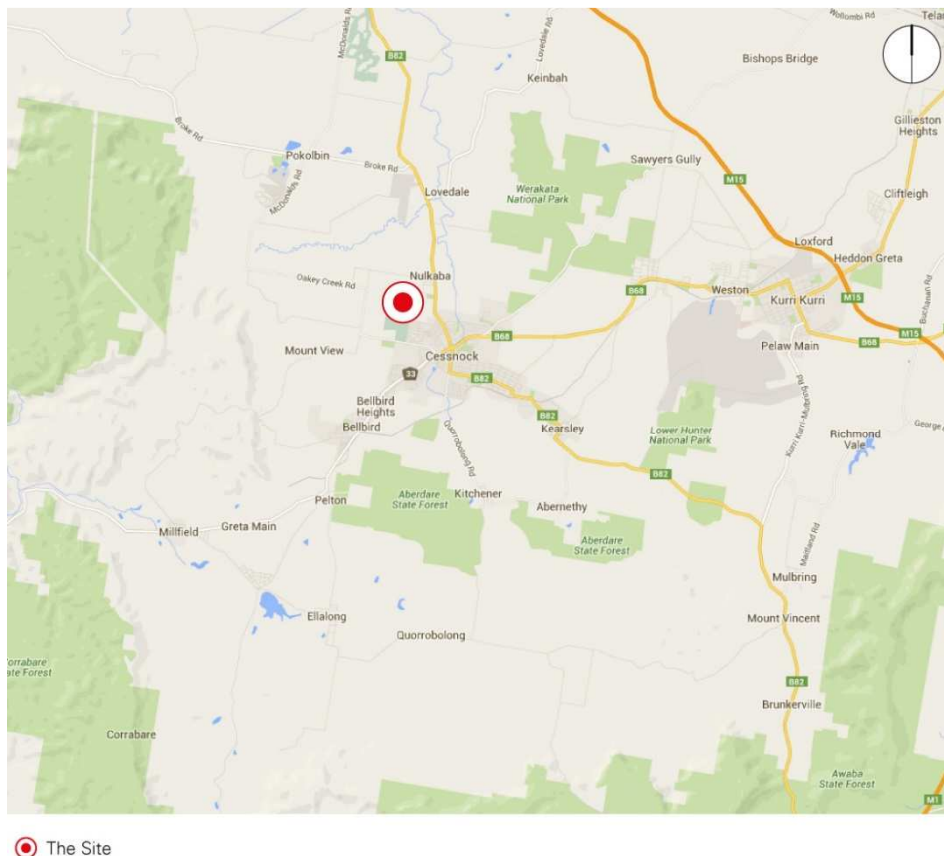 Wollombi Rd
McDonalds Rd
B82
Lovedale Rd
Keinbah
Bishops Bridge
Gillieston
Heights
Broke Rd
Pokolbin
Broke Rd
Sawyers Gully
M15
McDonalds Rd
Lovedale
Werakata
National Park
Cliftleigh
Loxford
Heddon Greta
Oakey Creek Rd
Nulkaba
B68
Weston
Kurri Kurri
M15
Buchanan Rd
Mount View
Cessnock
B68
Pelaw Main
B68
M15
33
B82
Bellbird
Heights
Bellbird
Quorrobolong Rd
B82
Kearsley
Lower Hunter
National Park
Kurri Kurri-Mulbring Rd
Richmond
Vale
George
B82
Pelton
Aberdare
State Forest
Kitchener
Abernethy
Millfield
Greta Main
Aberdare
State Forest
Maitland Rd
Mulbring
Ellalong
Mount Vincent
Quorrobolong
orrabare
ate Forest
B82
Brunkerville
Corrabare
Awaba
State Forest
M1
The Site